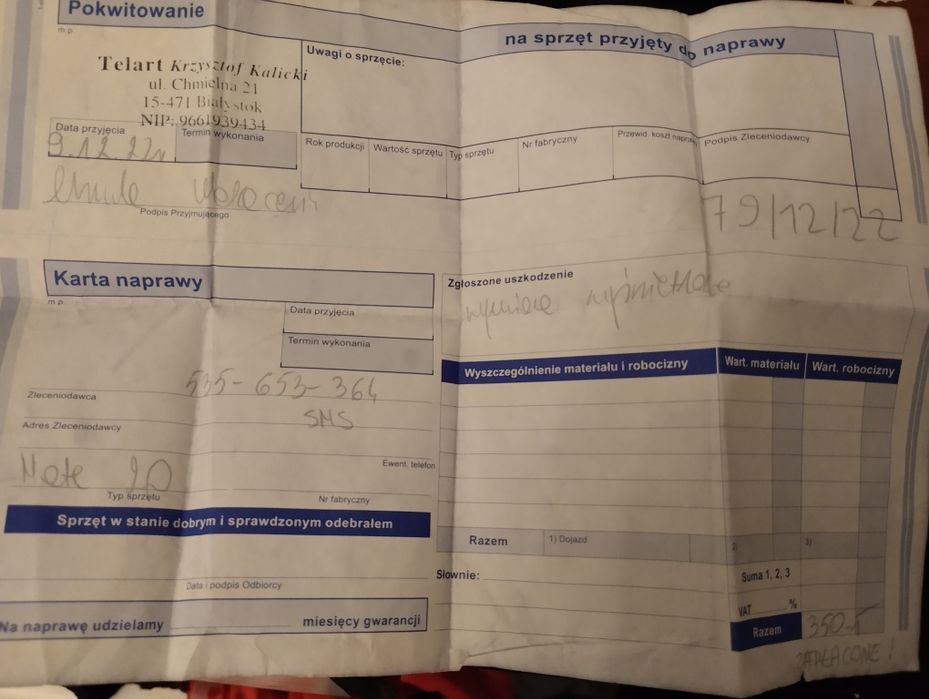 Pokwitowanie
na sprzęt przyjęty do naprawy
m.p.
Telart Krzysztof Kalicki
ul. Chmielna 21
15-471 Białystok
NIP: 9661939434
Uwagi o sprzęcie:
Data przyjęcia
Termin wykonania
9.12.22r
Rok produkcji
Wartość sprzętu
Typ sprzętu
Nr fabryczny
Przewid. koszt naprawy
Podpis Zleceniodawcy
Podpis Przyjmującego
79/12/22
Karta naprawy
m.p.
Data przyjęcia
Termin wykonania
Zgłoszone uszkodzenie
wymiana
535-653-364
Zleceniodawca
SMS
Adres Zleceniodawcy
Ewent. telefon
Typ sprzętu
Nr fabryczny
Sprzęt w stanie dobrym i sprawdzonym odebrałem
Data i podpis Odbiorcy
Na naprawę udzielamy
miesięcy gwarancji
Wyszczególnienie materiału i robocizny
Wart. materiału
Wart. robocizny
Razem
1) Dojazd
2)
3)
Słownie:
Suma 1, 2, 3
VAT %
Razem
350,-
ZAPŁACONE!